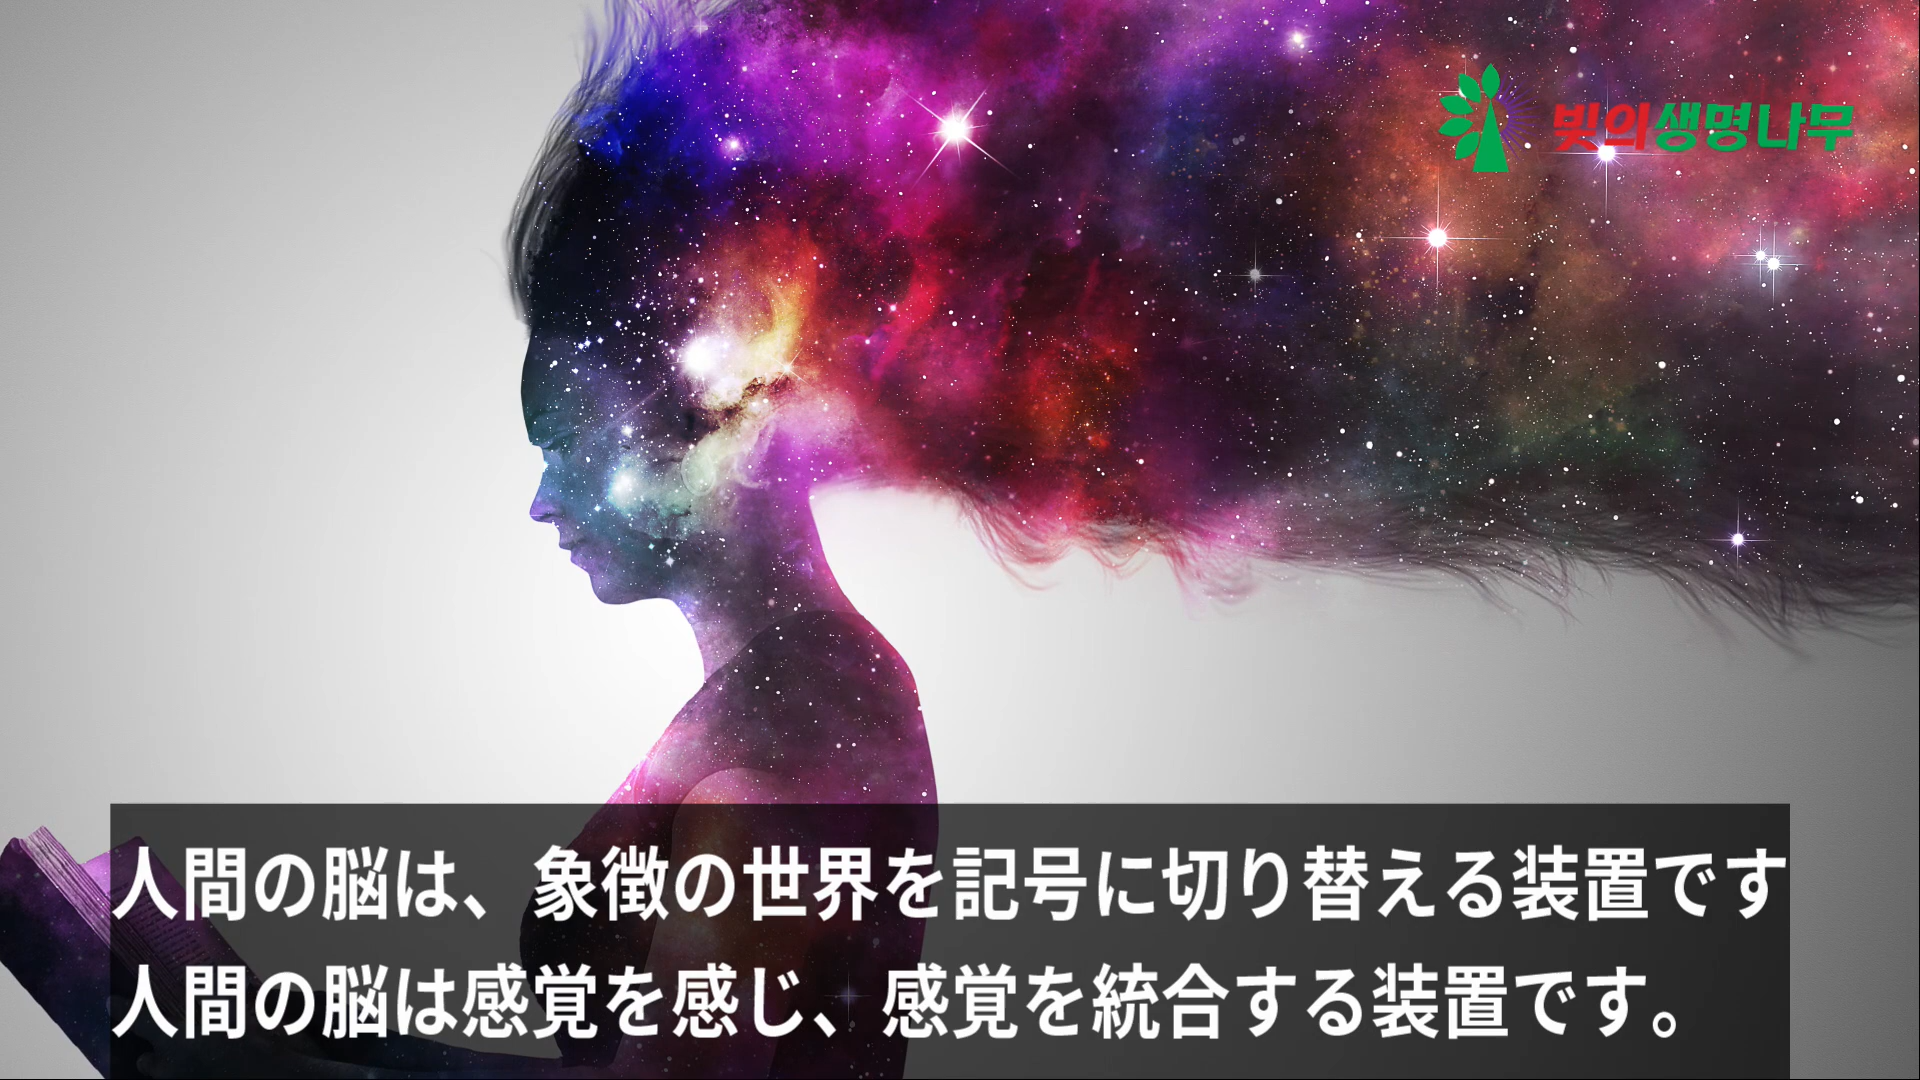 빛의생명나무
人間の脳は、象徴の世界を記号に切り替える装置です
人間の脳は感覚を感じ、感覚を統合する装置です。